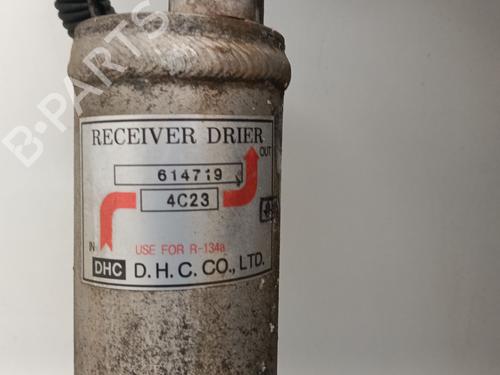 RECEIVER DRIER
OUT
614719
4C23
IN
USE FOR R-134a
DHC D.H.C.CO.,LTD.
B-PARTS